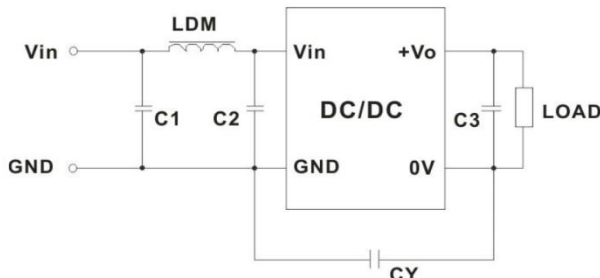 LDM
Vin
Vin
+Vo
C1
C2
DC/DC
C3
LOAD
GND
GND
0V
CY